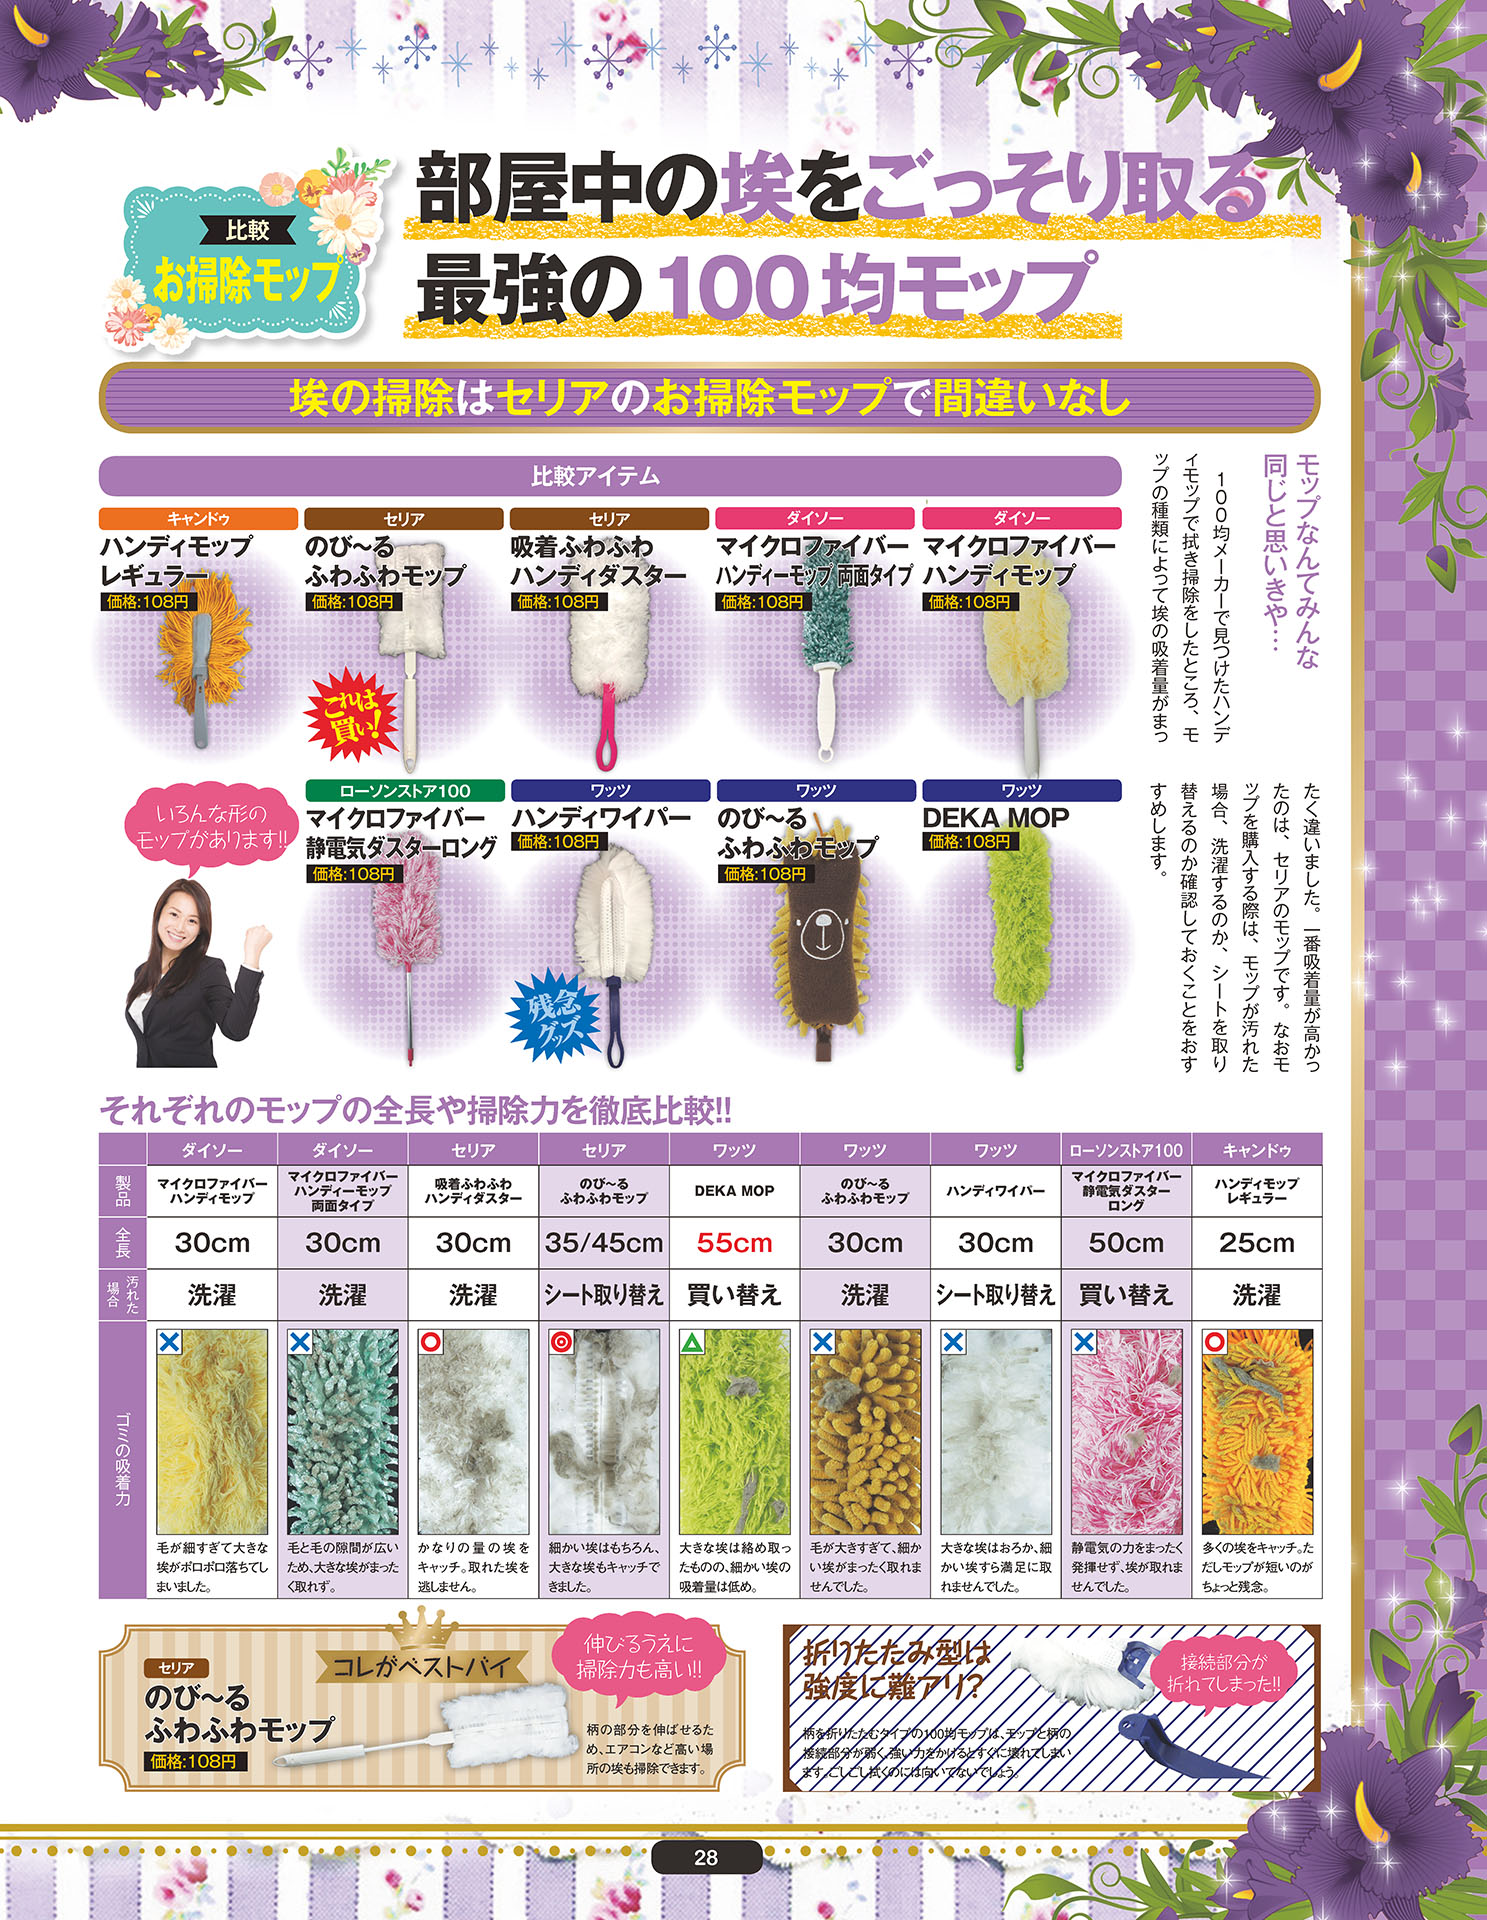 比較
お掃除モップ
部屋中の埃をごっそり取る
最強の100均モップ
埃の掃除はセリアのお掃除モップで間違いなし
モップなんてみんな
同じと思いきや…
100均メーカーで見つけたハンデ
ィモップで拭き掃除をしたところ、モ
ップの種類によって埃の吸着量がまっ
たく違いました。一番吸着量が高かっ
たのは、セリアのモップです。なおモ
ップを購入する際は、モップが汚れた
場合、洗濯するのか、シートを取り
替えるのか確認しておくことをおす
すめします。
比較アイテム
キャンドゥ
ハンディモップ
レギュラー
価格:108円
セリア
のび〜る
ふわふわモップ
価格:108円
これは
買い!
セリア
吸着ふわふわ
ハンディダスター
価格:108円
ダイソー
マイクロファイバー
ハンディーモップ 両面タイプ
価格:108円
ダイソー
マイクロファイバー
ハンディモップ
価格:108円
いろんな形の
モップがあります!!
ローソンストア100
マイクロファイバー
静電気ダスターロング
価格:108円
ワッツ
ハンディワイパー
価格:108円
残念
グッズ
ワッツ
のび〜る
ふわふわモップ
価格:108円
ワッツ
DEKA MOP
価格:108円
それぞれのモップの全長や掃除力を徹底比較!!
ダイソー ダイソー セリア セリア ワッツ ワッツ ワッツ ローソンストア100 キャンドゥ
製品
マイクロファイバー
ハンディモップ
マイクロファイバー
ハンディーモップ
両面タイプ
吸着ふわふわ
ハンディダスター
のび〜る
ふわふわモップ
DEKA MOP
のび〜る
ふわふわモップ
ハンディワイパー
マイクロファイバー
静電気ダスター
ロング
ハンディモップ
レギュラー
全長 30cm 30cm 30cm 35/45cm 55cm 30cm 30cm 50cm 25cm
汚れた
場合
洗濯 洗濯 洗濯 シート取り替え 買い替え 洗濯 シート取り替え 買い替え 洗濯
ゴミの吸着力
毛が細すぎて大きな
埃がボロボロ落ちてし
まいました。
毛と毛の隙間が広い
ため、大きな埃がまった
く取れず。
かなりの量の埃を
キャッチ。取れた埃を
逃しません。
細かい埃はもちろん、
大きな埃もキャッチで
きました。
大きな埃は絡め取っ
たものの、細かい埃の
吸着量は低め。
毛が大きすぎて、細か
い埃がまったく取れま
せんでした。
大きな埃はおろか、細
かい埃すら満足に取
れませんでした。
静電気の力をまったく
発揮せず、埃が取れま
せんでした。
多くの埃をキャッチ。た
だしモップが短いのが
ちょっと残念。
コレがベストバイ
セリア
のび〜る
ふわふわモップ
価格:108円
伸びるうえに
掃除力も高い!!
柄の部分を伸ばせるた
め、エアコンなど高い場
所の埃も掃除できます。
折りたたみ型は
強度に難アリ?
接続部分が
折れてしまった!!
柄を折りたたむタイプの100均モップは、モップと柄の
接続部分が弱く、強い力をかけるとすぐに壊れてしまい
ます。ごしごし拭くのには向いてないでしょう。
28